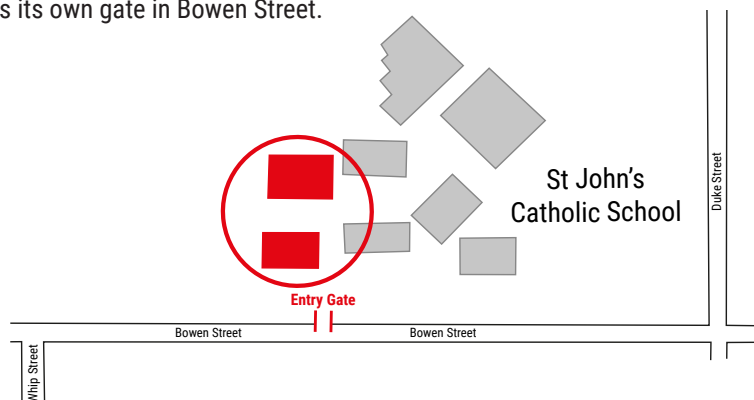 s its own gate in Bowen Street.
St John's
Catholic School
Duke Street
Entry Gate
Bowen Street
Bowen Street
Whip Street